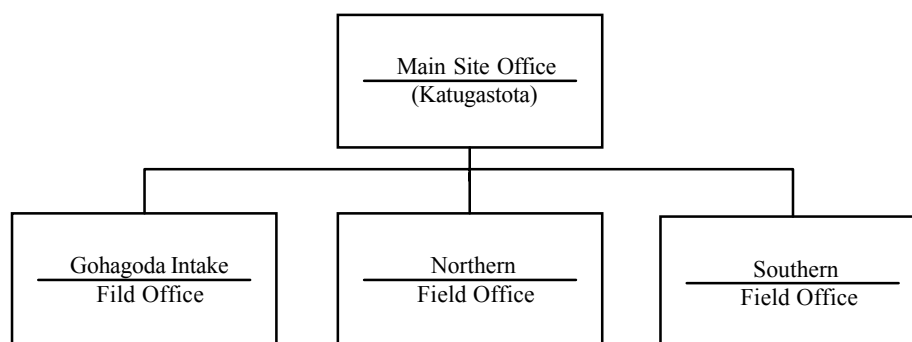 Main Site Office
(Katugastota)
Gohagoda Intake
Fild Office
Northern
Field Office
Southern
Field Office